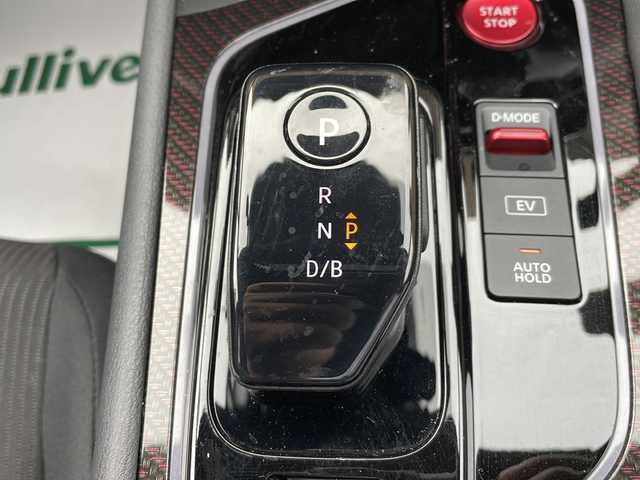 ullive
START
STOP
P
D-MODE
R
EV
N P
D/B
AUTO
HOLD